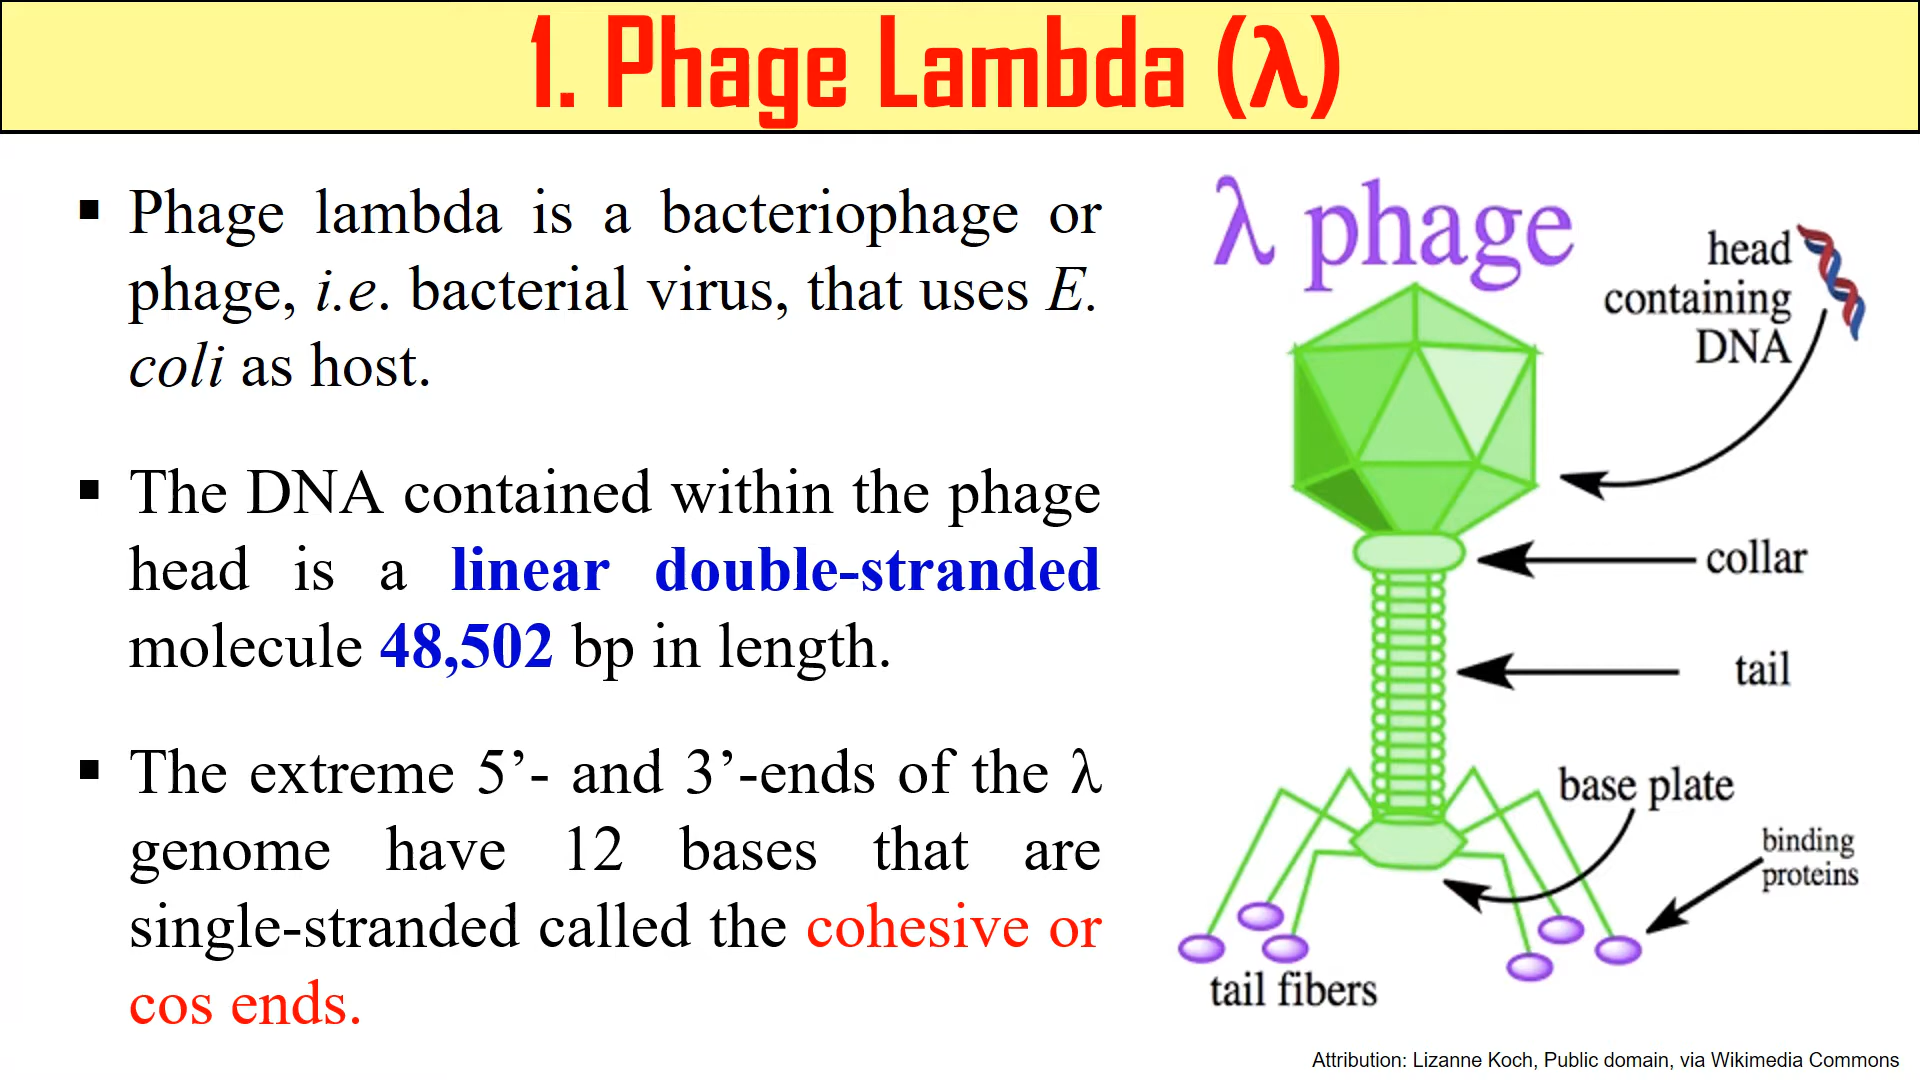 1. Phage Lambda (λ)
▪ Phage lambda is a bacteriophage or
phage, i.e. bacterial virus, that uses E.
coli as host.
▪ The DNA contained within the phage
head is a linear double-stranded
molecule 48,502 bp in length.
▪ The extreme 5’- and 3’-ends of the λ
genome have 12 bases that are
single-stranded called the cohesive or
cos ends.
λ phage
head
containing
DNA
collar
tail
base plate
binding
proteins
tail fibers
Attribution: Lizanne Koch, Public domain, via Wikimedia Commons